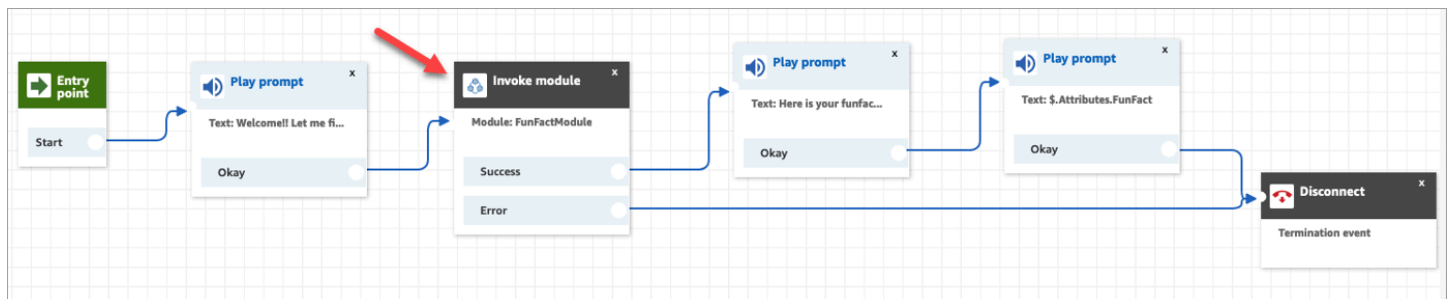 Entry
point
Start
Play prompt
x
Text: Welcome!! Let me fi...
Okay
Invoke module
x
Module: FunFactModule
Success
Error
Play prompt
x
Text: Here is your funfac...
Okay
Play prompt
x
Text: $.Attributes.FunFact
Okay
Disconnect
x
Termination event